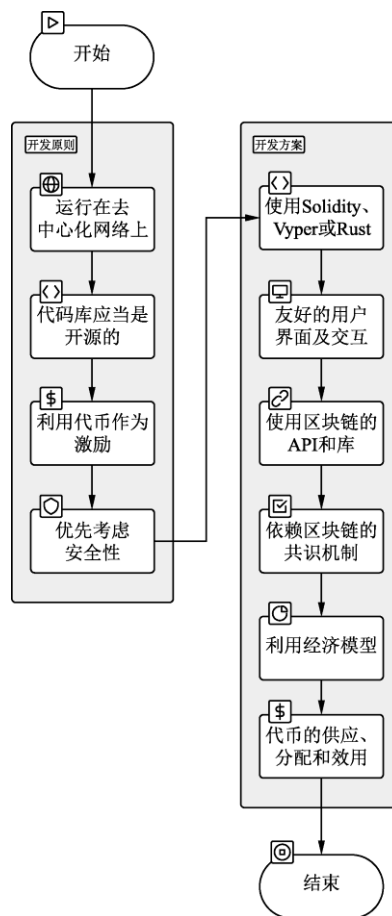 开始
开发原则
运行在去
中心化网络上
代码库应当是
开源的
利用代币作为
激励
优先考虑
安全性
开发方案
使用Solidity、
Vyper或Rust
友好的用户
界面及交互
使用区块链的
API和库
依赖区块链的
共识机制
利用经济模型
代币的供应、
分配和效用
结束